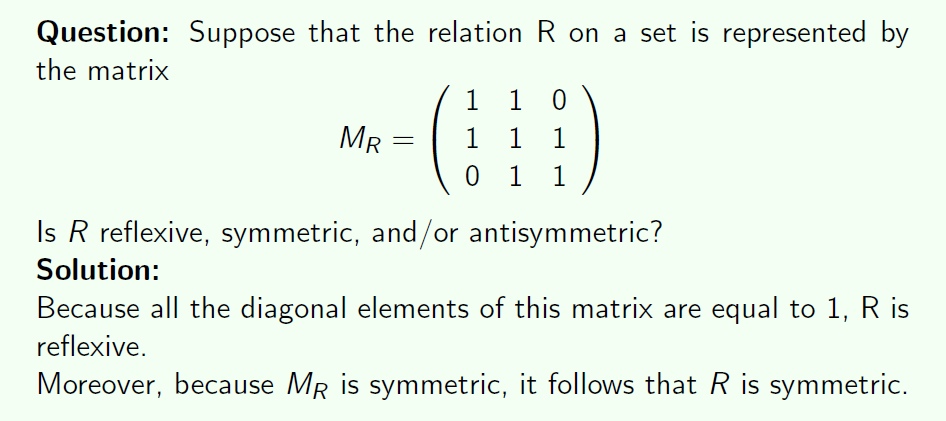 Question: Suppose that the relation R on a set is represented by
the matrix
1 1 0
M_R = 1 1 1
0 1 1
Is R reflexive, symmetric, and/or antisymmetric?
Solution:
Because all the diagonal elements of this matrix are equal to 1, R is
reflexive.
Moreover, because M_R is symmetric, it follows that R is symmetric.